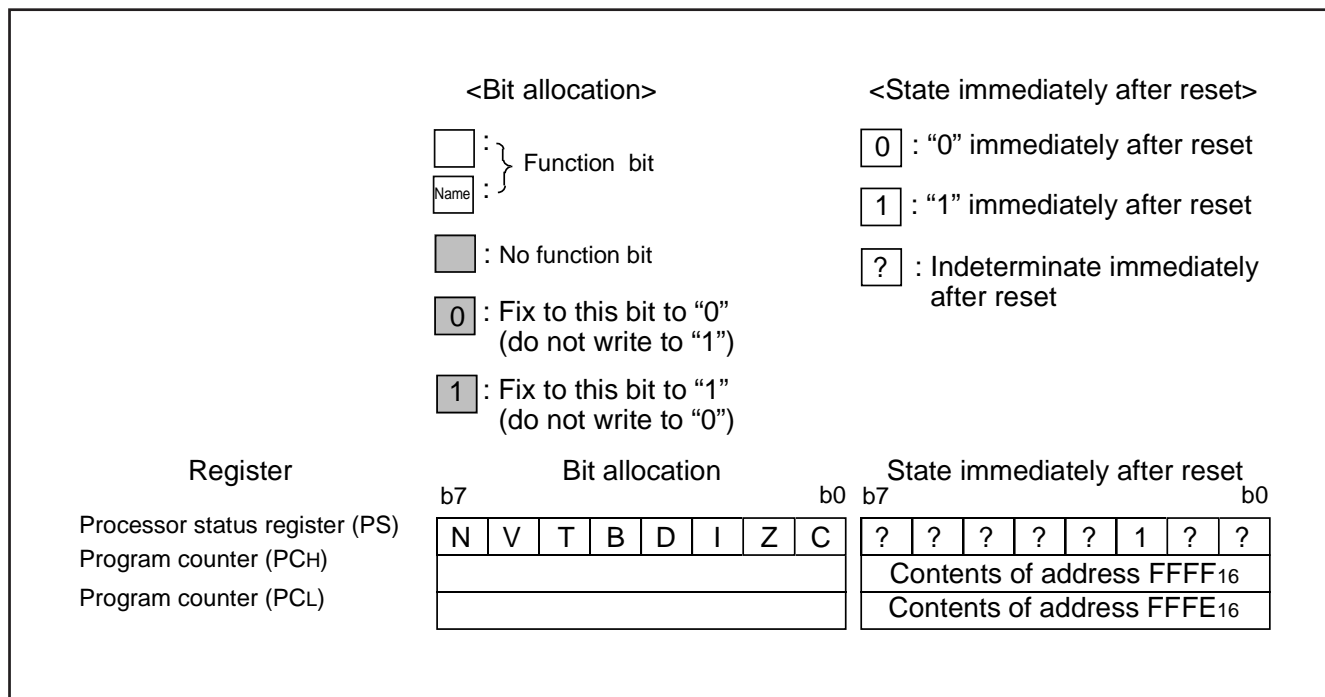 <Bit allocation>
<State immediately after reset>
:
Function bit
Name :
: No function bit
0 : Fix to this bit to “0”
(do not write to “1”)
1 : Fix to this bit to “1”
(do not write to “0”)
0 : “0” immediately after reset
1 : “1” immediately after reset
? : Indeterminate immediately
after reset
Register
Bit allocation
State immediately after reset
b7 b0 b7 b0
Processor status register (PS) N V T B D I Z C ? ? ? ? ? 1 ? ?
Program counter (PCH) Contents of address FFFF16
Program counter (PCL) Contents of address FFFE16